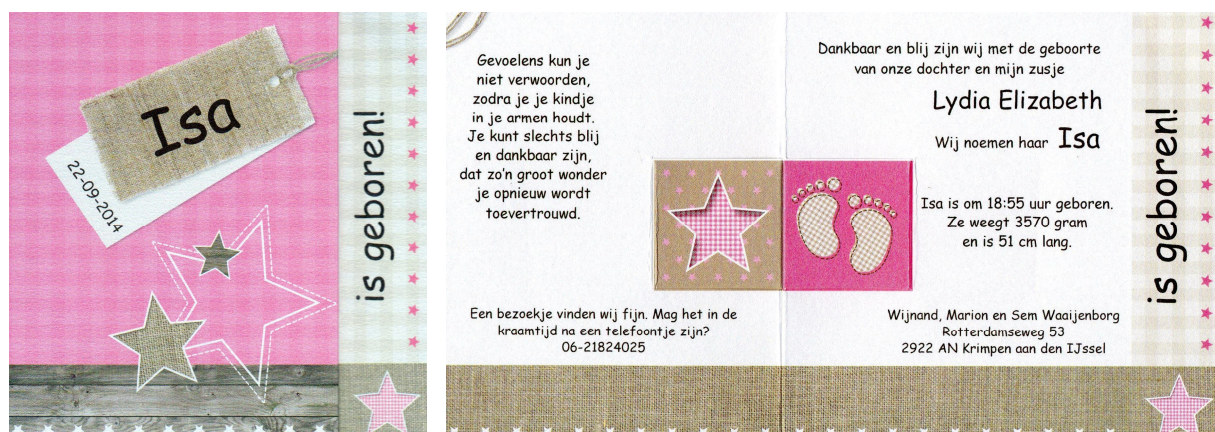 Isa
22-09-2014
is geboren!
Gevoelens kun je
niet verwoorden,
zodra je je kindje
in je armen houdt.
Je kunt slechts blij
en dankbaar zijn,
dat zo'n groot wonder
je opnieuw wordt
toevertrouwd.
Een bezoekje vinden wij fijn. Mag het in de
kraamtijd na een telefoontje zijn?
06-21824025
Dankbaar en blij zijn wij met de geboorte
van onze dochter en mijn zusje
Lydia Elizabeth
Wij noemen haar Isa
Isa is om 18:55 uur geboren.
Ze weegt 3570 gram
en is 51 cm lang.
Wijnand, Marion en Sem Waaijenborg
Rotterdamseweg 53
2922 AN Krimpen aan den IJssel
is geboren!